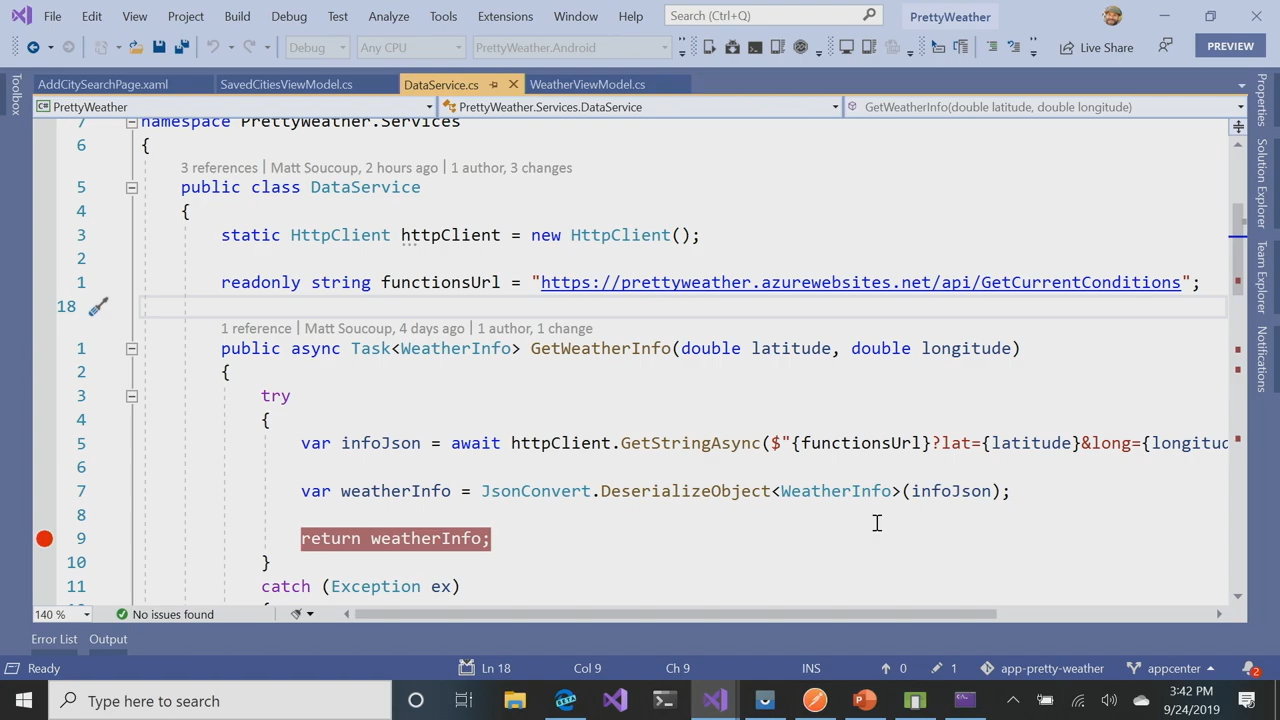 File Edit View Project Build Debug Test Analyze Tools Extensions Window Help Search (Ctrl+Q) PrettyWeather
Debug Any CPU PrettyWeather.Android Live Share PREVIEW
AddCitySearchPage.xaml SavedCitiesViewModel.cs DataService.cs WeatherViewModel.cs
Toolbox
PrettyWeather PrettyWeather.Services.DataService GetWeatherInfo(double latitude, double longitude)
Properties
Solution Explorer
Team Explorer
Notifications
7 namespace PrettyWeather.Services
6 {
3 references | Matt Soucoup, 2 hours ago | 1 author, 3 changes
5 public class DataService
4 {
3 static HttpClient httpClient = new HttpClient();
2
1 readonly string functionsUrl = "https://prettyweather.azurewebsites.net/api/GetCurrentConditions";
18
1 reference | Matt Soucoup, 4 days ago | 1 author, 1 change
1 public async Task<WeatherInfo> GetWeatherInfo(double latitude, double longitude)
2 {
3 try
4 {
5 var infoJson = await httpClient.GetStringAsync($"{functionsUrl}?lat={latitude}&long={longitud
6
7 var weatherInfo = JsonConvert.DeserializeObject<WeatherInfo>(infoJson);
8
9 return weatherInfo;
10 }
11 catch (Exception ex)
140 % No issues found
Error List Output
Ready Ln 18 Col 9 Ch 9 INS 0 1 app-pretty-weather appcenter 2
Type here to search
3:42 PM
9/24/2019